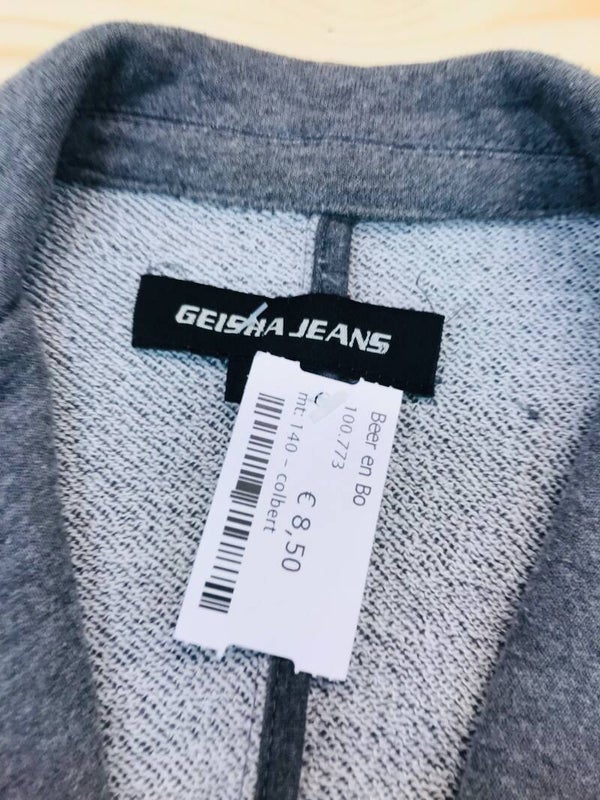 GEISHA JEANS
Beer en Bo
100.773
€ 8,50
mt: 140 - colbert